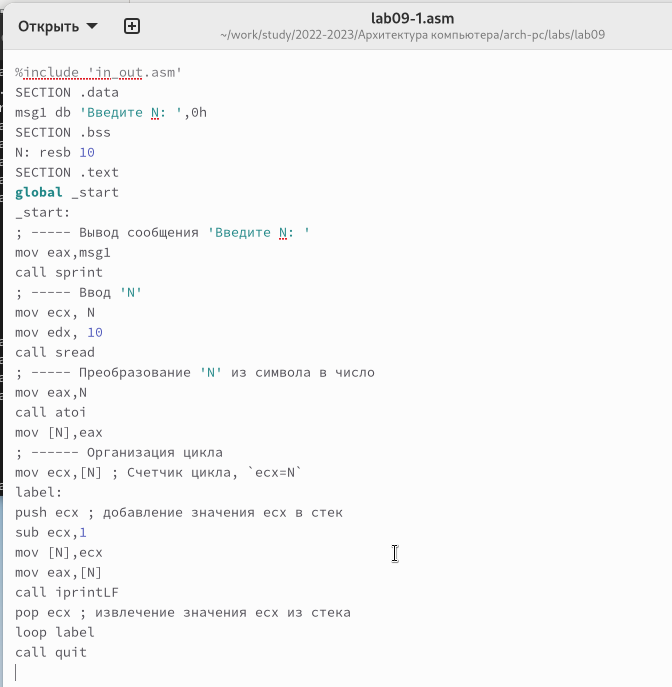 Открыть
lab09-1.asm
~/work/study/2022-2023/Архитектура компьютера/arch-pc/labs/lab09
%include 'in_out.asm'
SECTION .data
msg1 db 'Введите N: ',0h
SECTION .bss
N: resb 10
SECTION .text
global _start
_start:
; ----- Вывод сообщения 'Введите N: '
mov eax,msg1
call sprint
; ----- Ввод 'N'
mov ecx, N
mov edx, 10
call sread
; ----- Преобразование 'N' из символа в число
mov eax,N
call atoi
mov [N],eax
; ------ Организация цикла
mov ecx,[N] ; Счетчик цикла, `ecx=N`
label:
push ecx ; добавление значения ecx в стек
sub ecx,1
mov [N],ecx
mov eax,[N]
call iprintLF
pop ecx ; извлечение значения ecx из стека
loop label
call quit